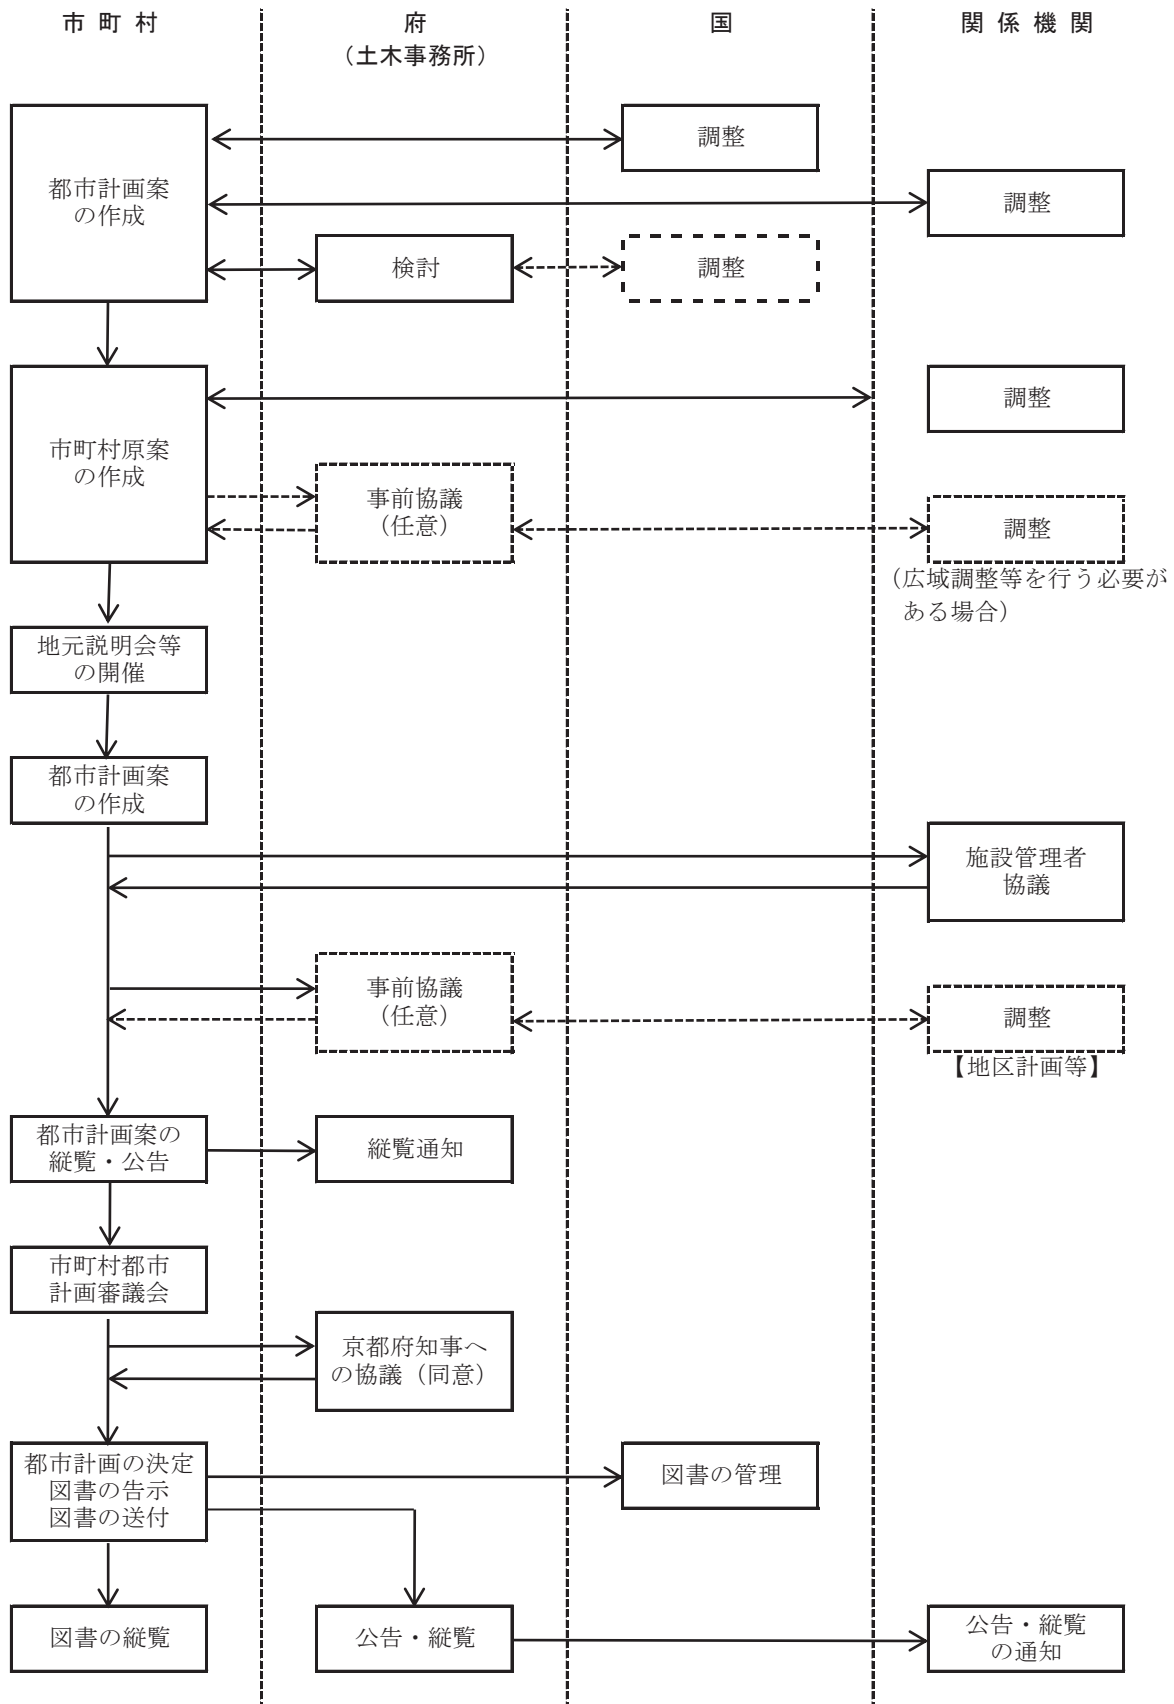 市町村
府
(土木事務所)
国
関係機関
都市計画案
の作成
調整
調整
検討
調整
市町村原案
の作成
調整
事前協議
(任意)
調整
(広域調整等を行う必要が
ある場合)
地元説明会等
の開催
都市計画案
の作成
施設管理者
協議
事前協議
(任意)
調整
【地区計画等】
都市計画案の
縦覧・公告
縦覧通知
市町村都市
計画審議会
京都府知事へ
の協議(同意)
都市計画の決定
図書の告示
図書の送付
図書の管理
図書の縦覧
公告・縦覧
公告・縦覧
の通知